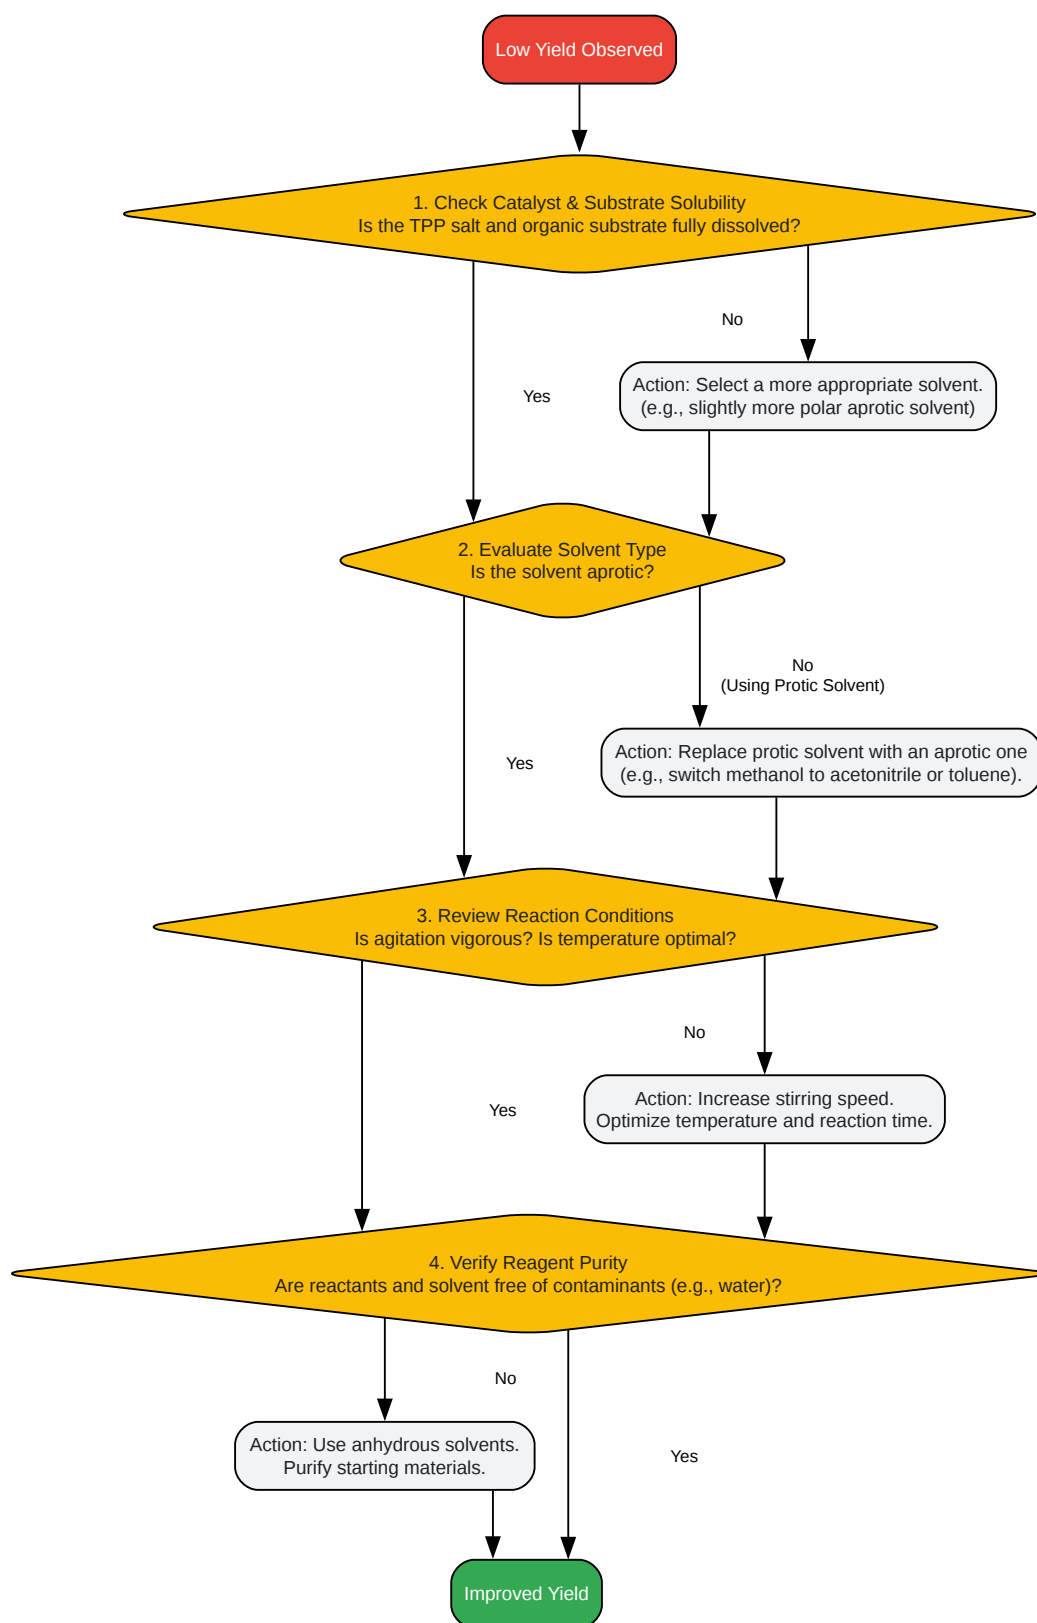 Low Yield Observed
1. Check Catalyst & Substrate Solubility
Is the TPP salt and organic substrate fully dissolved?
No
Action: Select a more appropriate solvent.
(e.g., slightly more polar aprotic solvent)
Yes
2. Evaluate Solvent Type
Is the solvent aprotic?
No
(Using Protic Solvent)
Action: Replace protic solvent with an aprotic one
(e.g., switch methanol to acetonitrile or toluene).
Yes
3. Review Reaction Conditions
Is agitation vigorous? Is temperature optimal?
No
Action: Increase stirring speed.
Optimize temperature and reaction time.
Yes
4. Verify Reagent Purity
Are reactants and solvent free of contaminants (e.g., water)?
No
Action: Use anhydrous solvents.
Purify starting materials.
Yes
Improved Yield